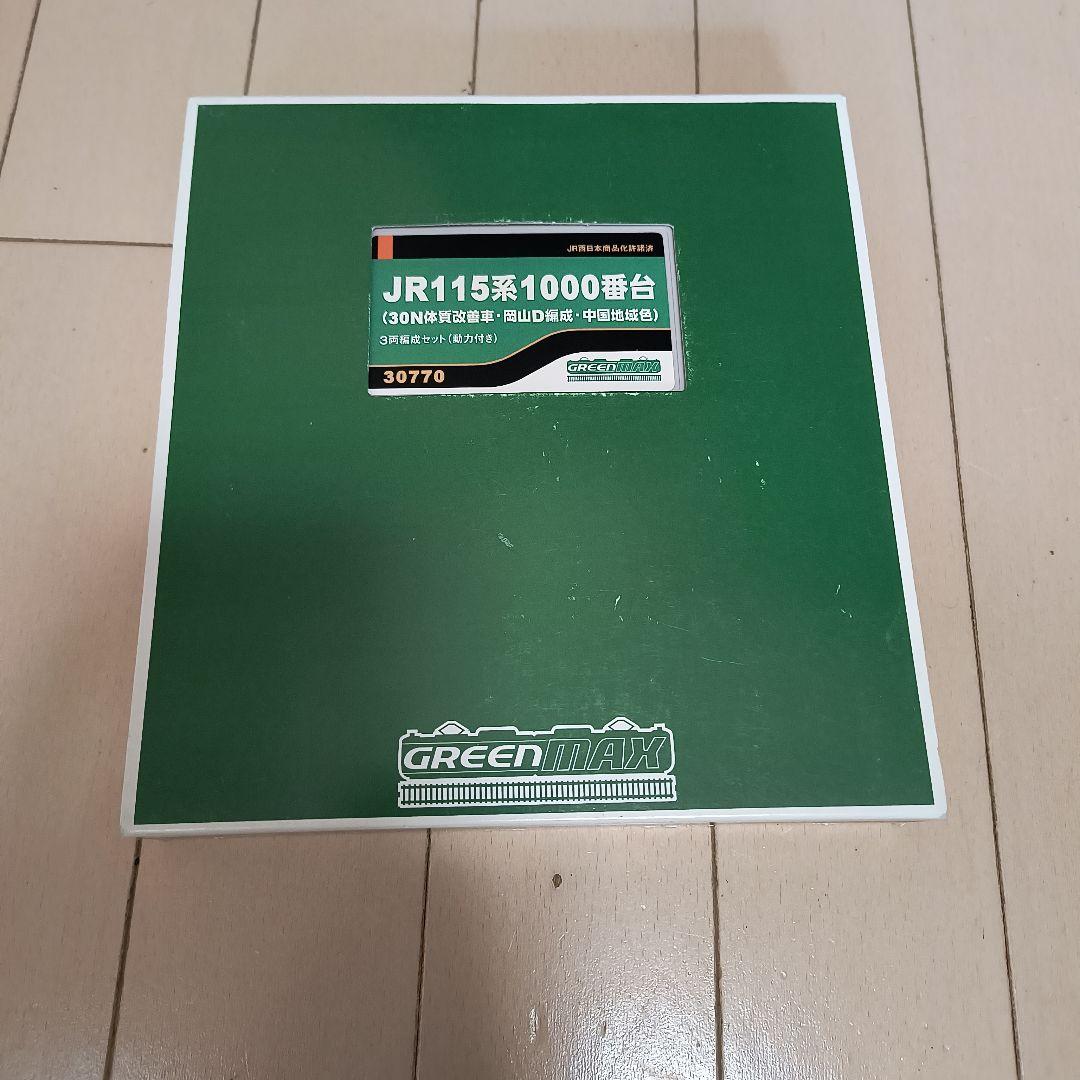 JR西日本商品化許諾済
JR115系1000番台
(30N体質改善車・岡山D編成・中国地域色)
3両編成セット(動力付き)
30770
GREENMAX
GREENMAX